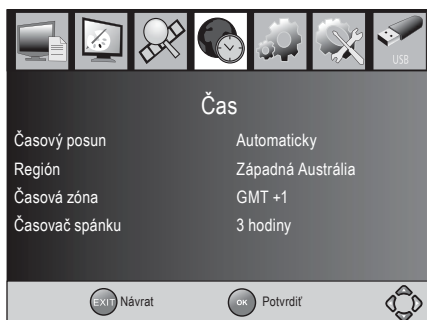 USB
Čas
Časový posun Automaticky
Región Západná Austrália
Časová zóna GMT +1
Časovač spánku 3 hodiny
EXIT Návrat OK Potvrdiť